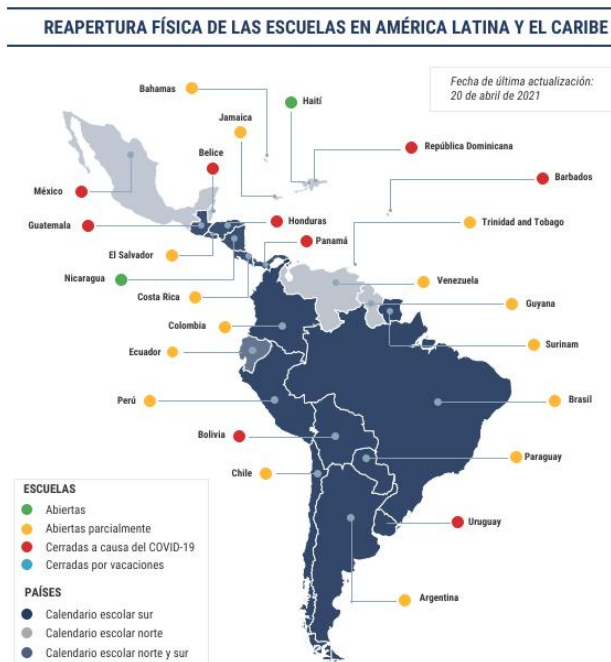 REAPERTURA FÍSICA DE LAS ESCUELAS EN AMÉRICA LATINA Y EL CARIBE
Fecha de última actualización:
20 de abril de 2021
Bahamas
Haití
Jamaica
República Dominicana
Belice
Barbados
México
Guatemala
Honduras
Trinidad and Tobago
Panamá
El Salvador
Nicaragua
Venezuela
Costa Rica
Guyana
Colombia
Surinam
Ecuador
Perú
Brasil
Bolivia
Paraguay
Chile
Uruguay
Argentina
ESCUELAS
Abiertas
Abiertas parcialmente
Cerradas a causa del COVID-19
Cerradas por vacaciones
PAÍSES
Calendario escolar sur
Calendario escolar norte
Calendario escolar norte y sur